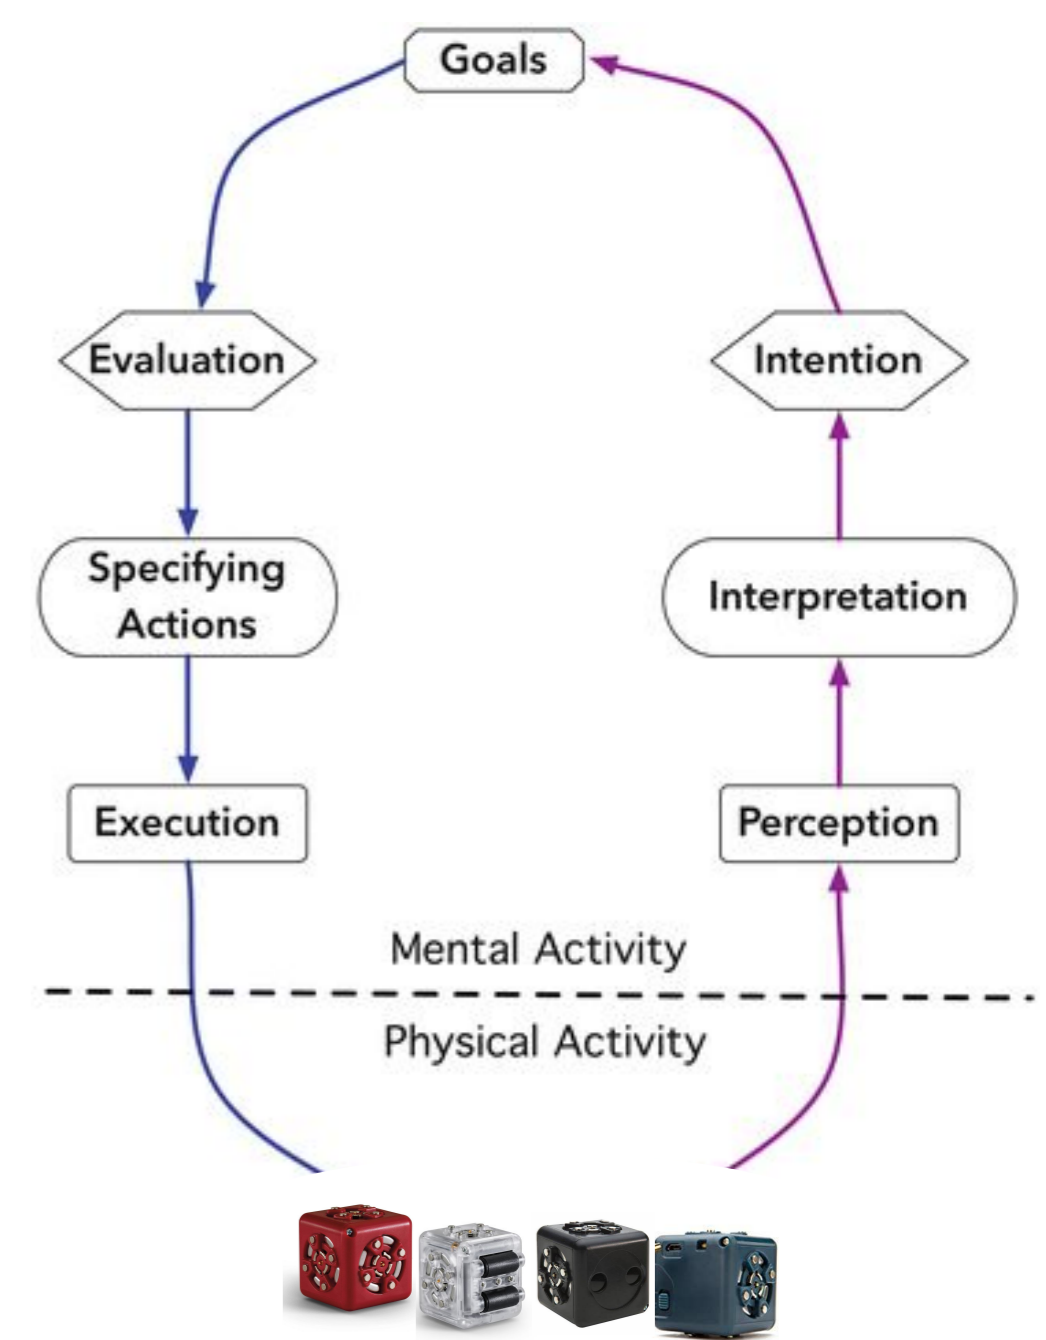 Goals
Evaluation
Intention
Specifying
Actions
Interpretation
Execution
Perception
Mental Activity
Physical Activity